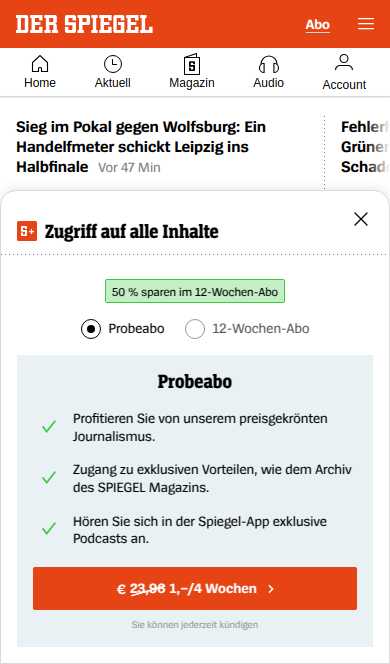 DER SPIEGEL
Abo
Home
Aktuell
Magazin
Audio
Account
Sieg im Pokal gegen Wolfsburg: Ein
Handelfmeter schickt Leipzig ins
Halbfinale Vor 47 Min
Fehler
Grüner
Schad
S+ Zugriff auf alle Inhalte
50 % sparen im 12-Wochen-Abo
Probeabo
12-Wochen-Abo
Probeabo
Profitieren Sie von unserem preisgekrönten
Journalismus.
Zugang zu exklusiven Vorteilen, wie dem Archiv
des SPIEGEL Magazins.
Hören Sie sich in der Spiegel-App exklusive
Podcasts an.
€ 23,96 1,–/4 Wochen
Sie können jederzeit kündigen